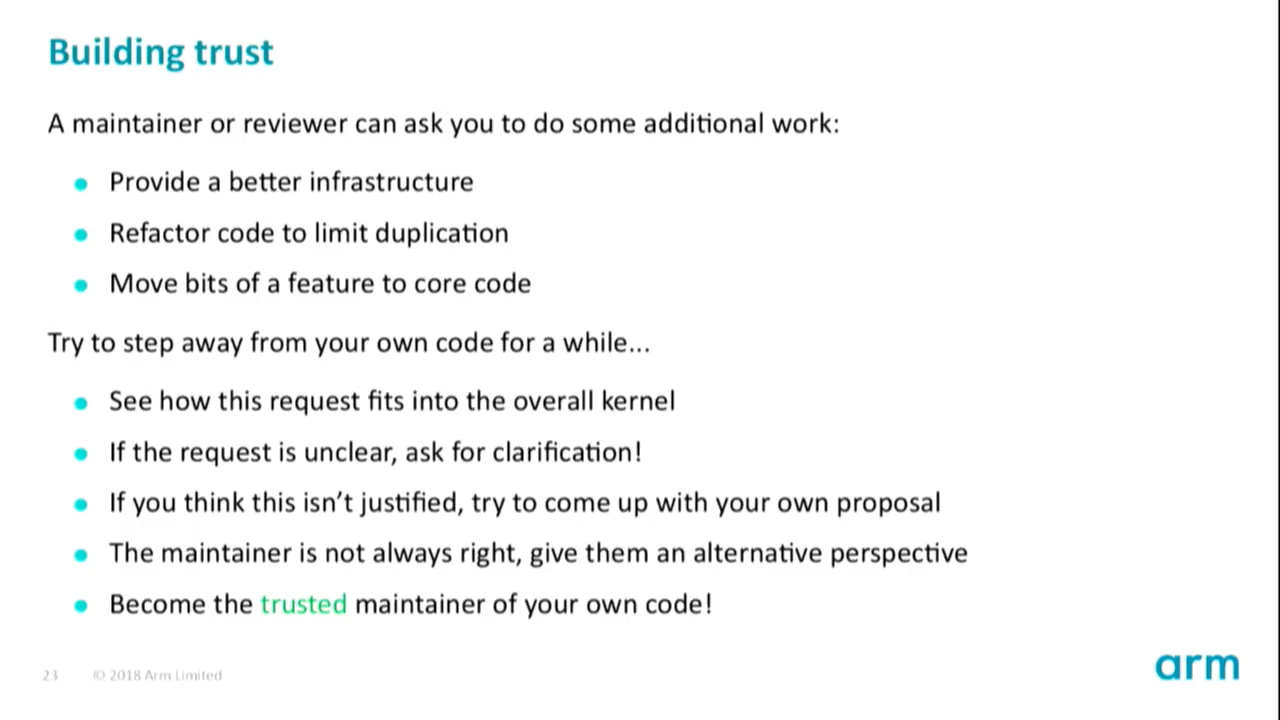 Building trust
A maintainer or reviewer can ask you to do some additional work:
Provide a better infrastructure
Refactor code to limit duplication
Move bits of a feature to core code
Try to step away from your own code for a while...
See how this request fits into the overall kernel
If the request is unclear, ask for clarification!
If you think this isn't justified, try to come up with your own proposal
The maintainer is not always right, give them an alternative perspective
Become the trusted maintainer of your own code!
23 © 2018 Arm Limited
arm